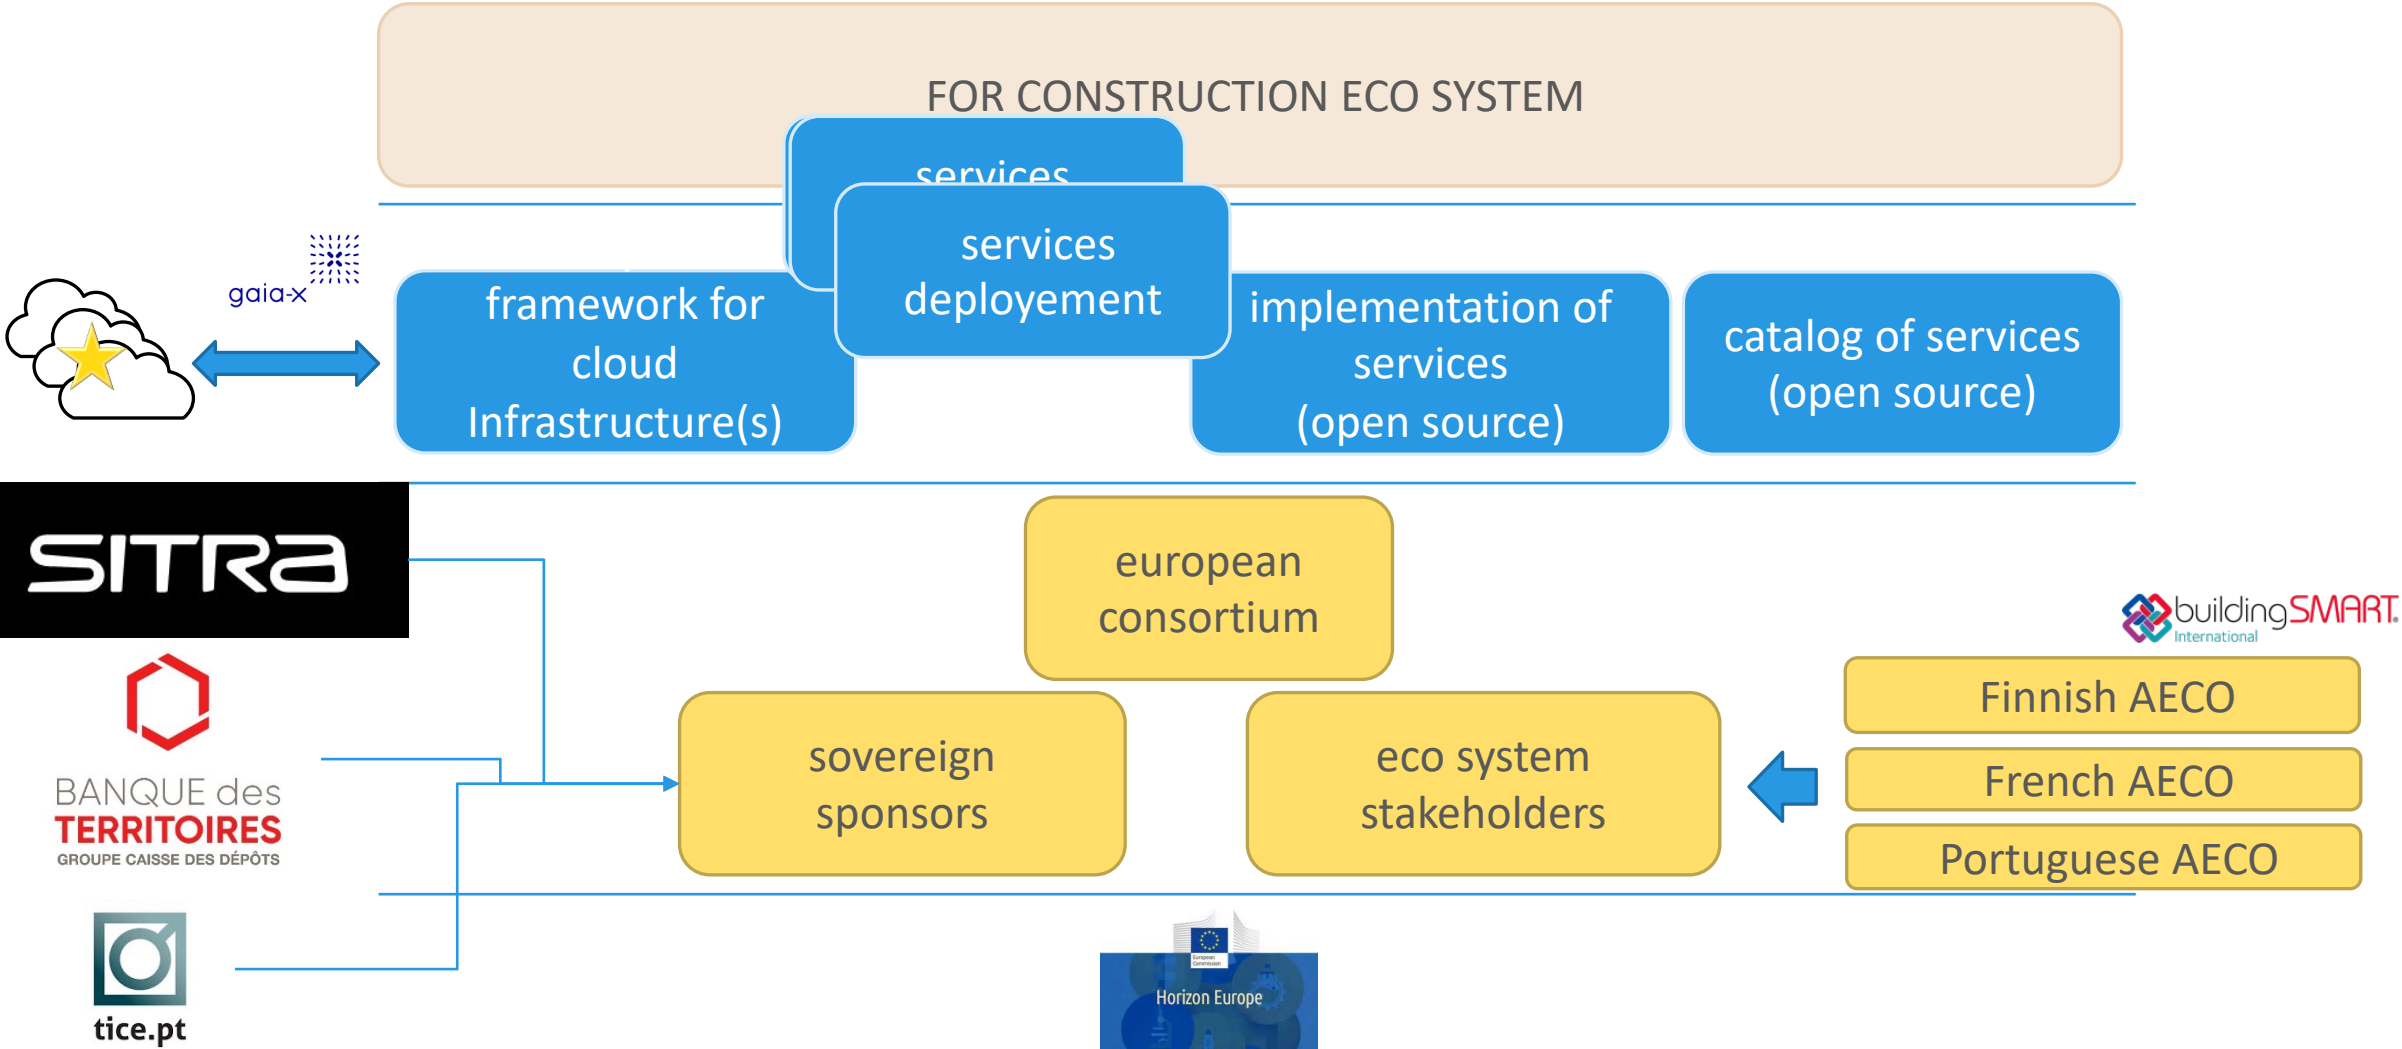 FOR CONSTRUCTION ECO SYSTEM
services
services
deployement
gaia-x
framework for
cloud
Infrastructure(s)
implementation of
services
(open source)
catalog of services
(open source)
SITRA
european
consortium
buildingSMART®
International
BANQUE des
TERRITOIRES
GROUPE CAISSE DES DÉPÔTS
sovereign
sponsors
eco system
stakeholders
Finnish AECO
French AECO
Portuguese AECO
tice.pt
European
Commission
Horizon Europe